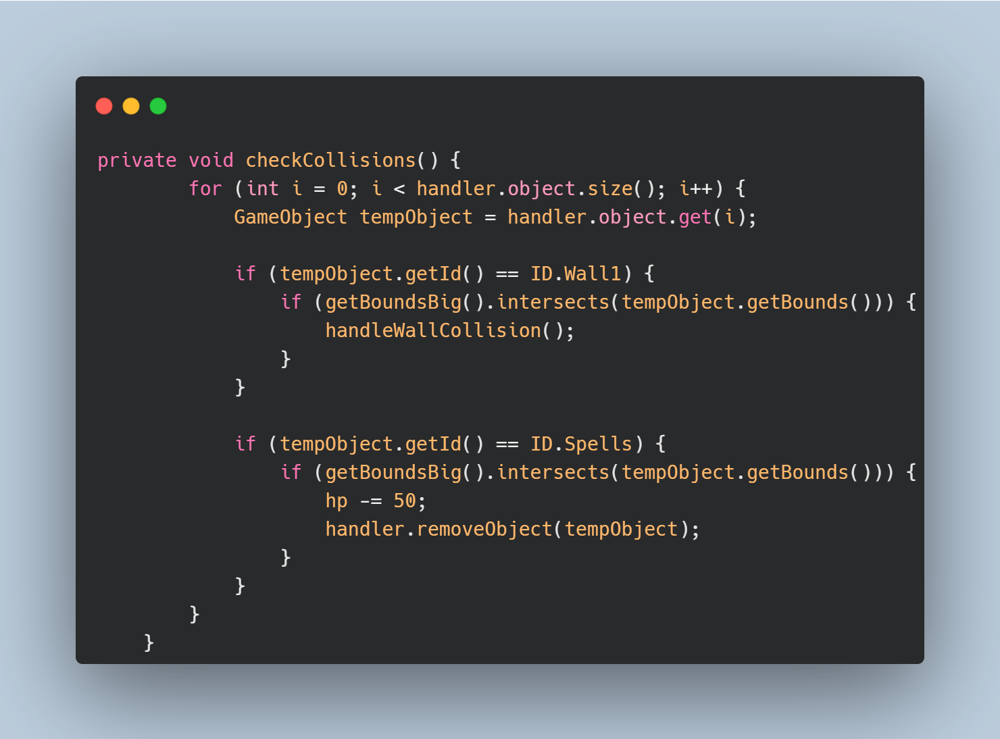 private void checkCollisions() {
        for (int i = 0; i < handler.object.size(); i++) {
            GameObject tempObject = handler.object.get(i);

            if (tempObject.getId() == ID.Wall1) {
                if (getBoundsBig().intersects(tempObject.getBounds())) {
                    handleWallCollision();
                }
            }

            if (tempObject.getId() == ID.Spells) {
                if (getBoundsBig().intersects(tempObject.getBounds())) {
                    hp -= 50;
                    handler.removeObject(tempObject);
                }
            }
        }
    }